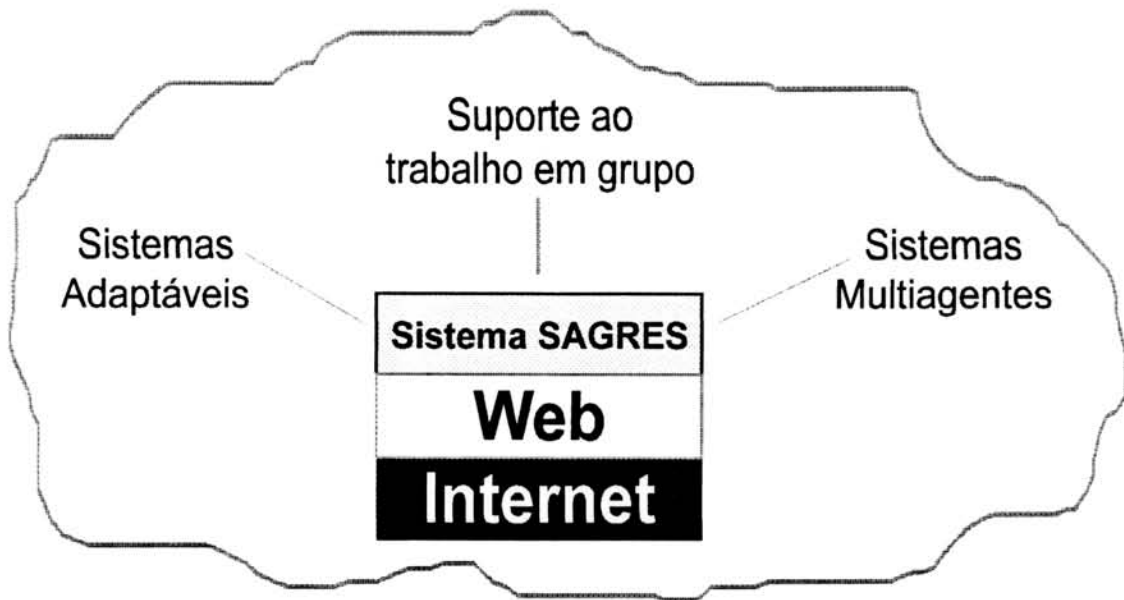 Suporte ao
trabalho em grupo
Sistemas
Adaptáveis
Sistemas
Multiagentes
Sistema SAGRES
Web
Internet